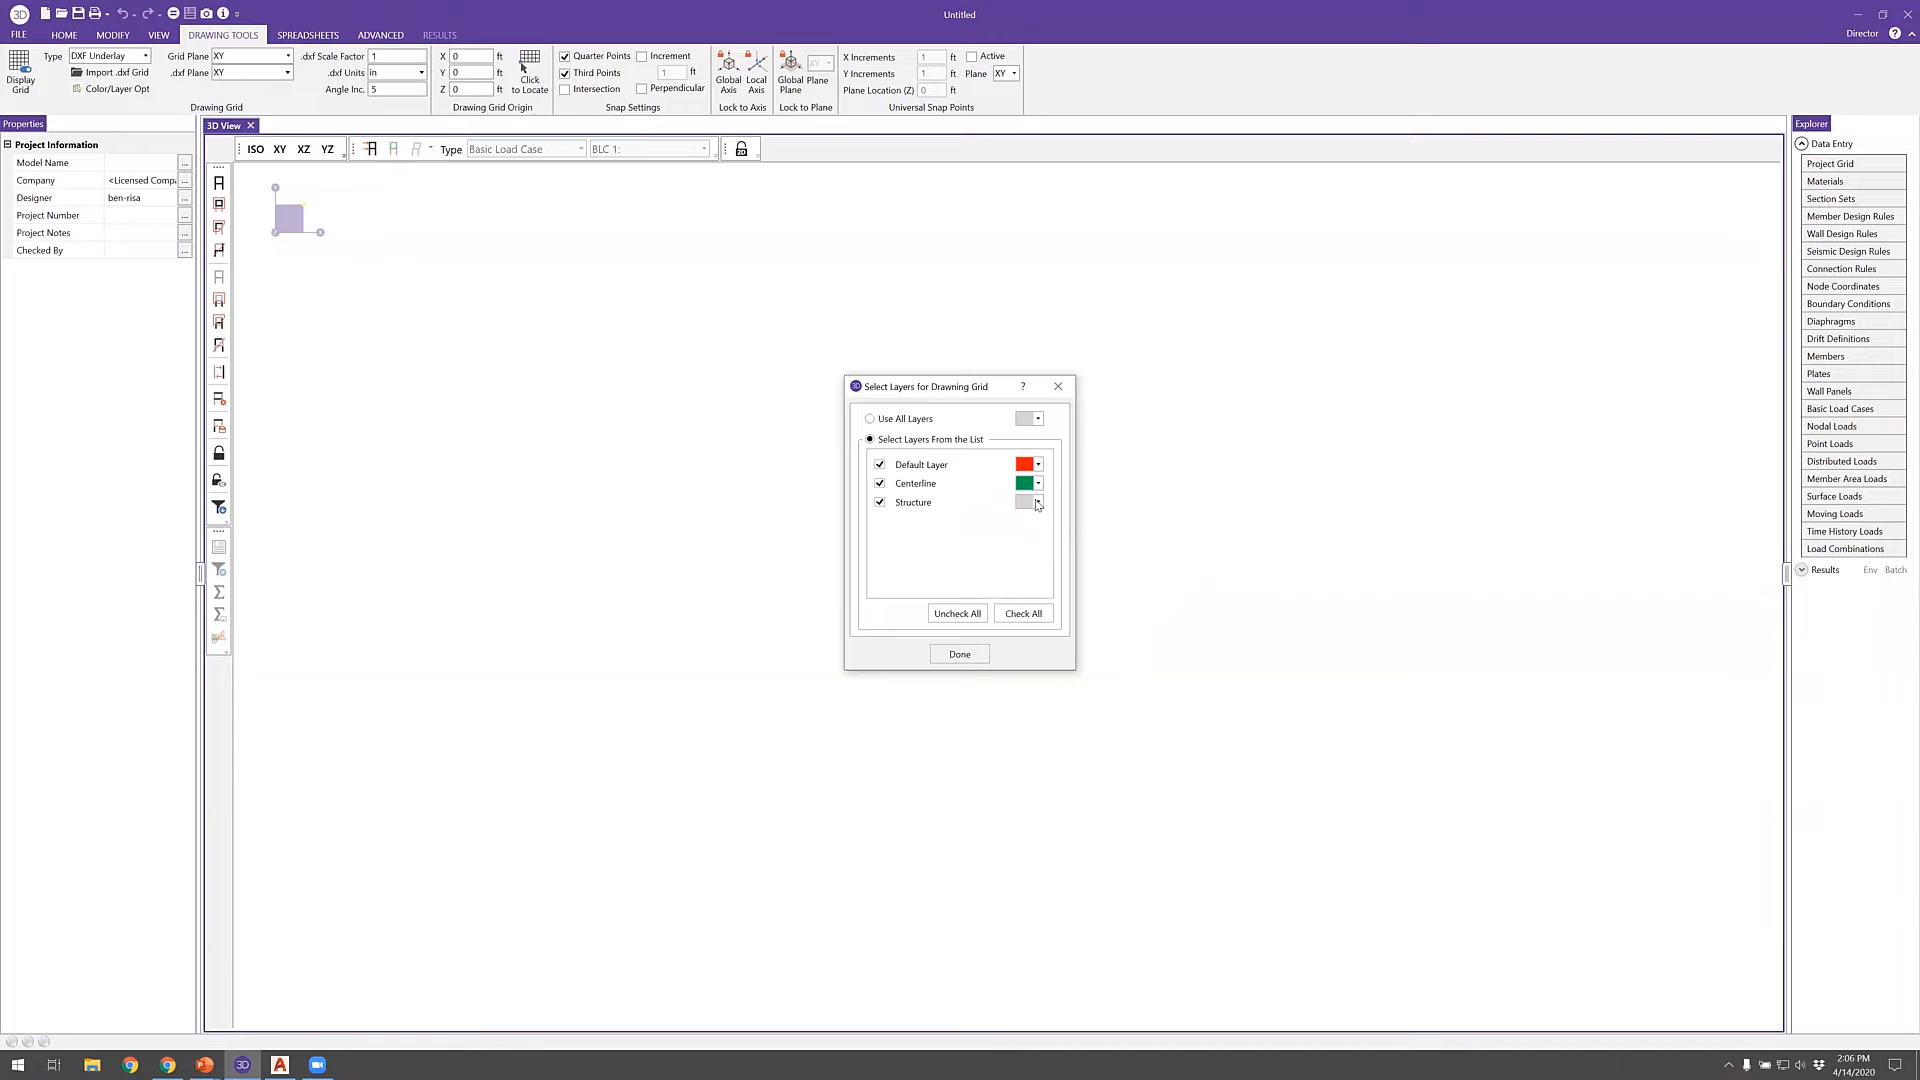 3D
Untitled
FILE HOME MODIFY VIEW DRAWING TOOLS SPREADSHEETS ADVANCED RESULTS
Director
Display Grid
Type DXF Underlay
Import .dxf Grid
Color/Layer Opt
Grid Plane XY
.dxf Plane XY
.dxf Scale Factor 1
.dxf Units in
Angle Inc. 5
Drawing Grid
X 0 ft
Y 0 ft
Z 0 ft
Click to Locate
Drawing Grid Origin
Quarter Points Increment
Third Points 1 ft
Intersection Perpendicular
Snap Settings
Global Axis Local Axis
Lock to Axis
Global Plane Plane XY
Lock to Plane
X Increments 1 ft Active
Y Increments 1 ft Plane XY
Plane Location (Z) 0 ft
Universal Snap Points
Properties
Project Information
Model Name ...
Company <Licensed Compa ...
Designer ben-risa ...
Project Number ...
Project Notes ...
Checked By ...
3D View
ISO XY XZ YZ Type Basic Load Case BLC 1:
Select Layers for Drawning Grid ?
Use All Layers
Select Layers From the List
Default Layer
Centerline
Structure
Uncheck All Check All
Done
Explorer
Data Entry
Project Grid
Materials
Section Sets
Member Design Rules
Wall Design Rules
Seismic Design Rules
Connection Rules
Node Coordinates
Boundary Conditions
Diaphragms
Drift Definitions
Members
Plates
Wall Panels
Basic Load Cases
Nodal Loads
Point Loads
Distributed Loads
Member Area Loads
Surface Loads
Moving Loads
Time History Loads
Load Combinations
Results Env Batch
2:06 PM
4/14/2020